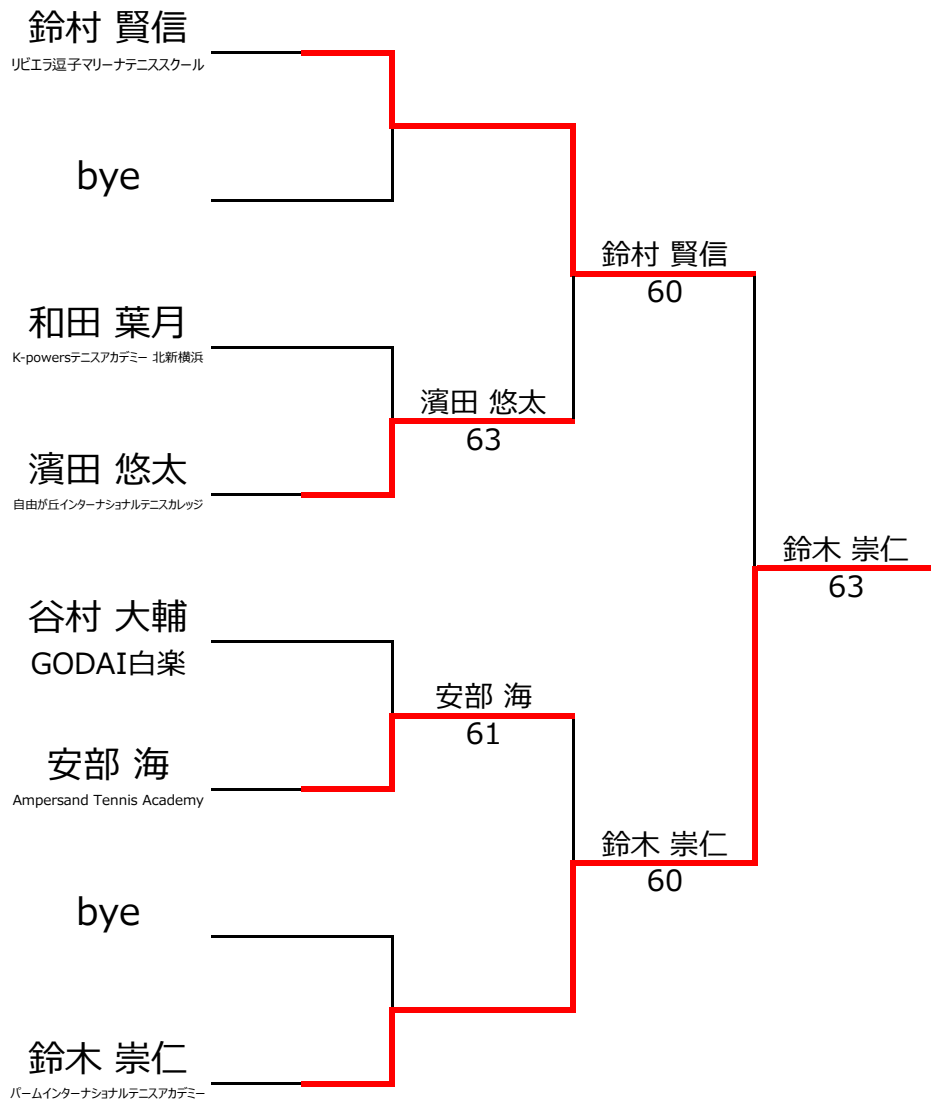 鈴村 賢信
リビエラ逗子マリーナテニススクール
bye
鈴村 賢信
60
和田 葉月
K-powersテニスアカデミー 北新横浜
濱田 悠太
63
濱田 悠太
自由が丘インターナショナルテニスカレッジ
鈴木 崇仁
63
谷村 大輔
GODAI白楽
安部 海
61
安部 海
Ampersand Tennis Academy
鈴木 崇仁
60
bye
鈴木 崇仁
パームインターナショナルテニスアカデミー